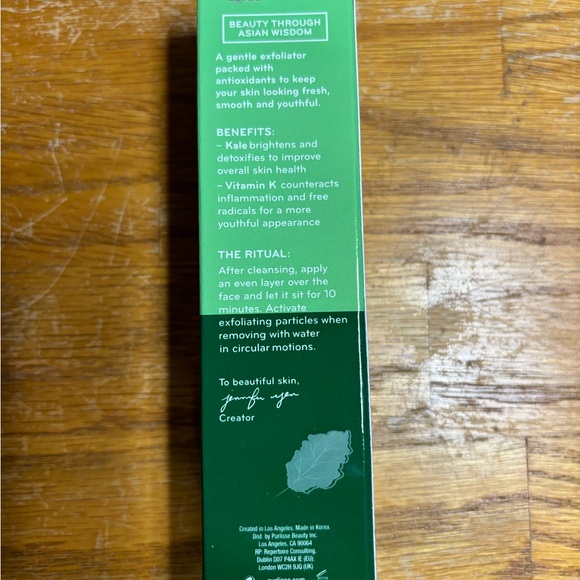 BEAUTY THROUGH
ASIAN WISDOM
A gentle exfoliator
packed with
antioxidants to keep
your skin looking fresh,
smooth and youthful.
BENEFITS:
~ Kale brightens and
detoxifies to improve
overall skin health
~ Vitamin K counteracts
inflammation and free
radicals for a more
youthful appearance
THE RITUAL:
After cleansing, apply
an even layer over the
face and let it sit for 10
minutes. Activate
exfoliating particles when
removing with water
in circular motions.
To beautiful skin,
jennifer yen
Creator
Created in Los Angeles. Made in Korea.
Dist by Purlisse Beauty Inc.
Los Angeles, CA 90064
RP: Repertoire Consulting,
Dublin D07 P4AX IE (EU),
London WC2H 9JQ (UK)
purlisse.com